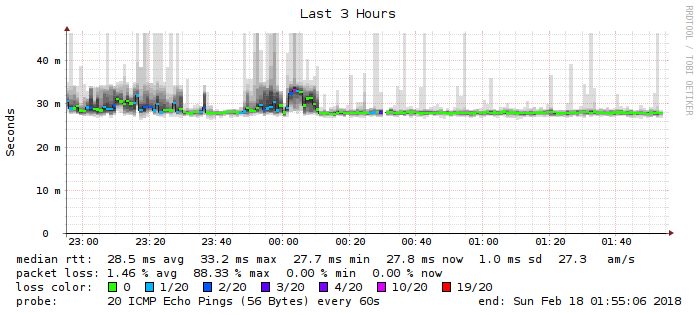 Last 3 Hours
RRDTOOL / TOBI OETIKER
Seconds
40 m
30 m
20 m
10 m
0
23:00 23:20 23:40 00:00 00:20 00:40 01:00 01:20 01:40
median rtt: 28.5 ms avg 33.2 ms max 27.7 ms min 27.8 ms now 1.0 ms sd 27.3 am/s
packet loss: 1.46 % avg 88.33 % max 0.00 % min 0.00 % now
loss color: 0 1/20 2/20 3/20 4/20 10/20 19/20
probe: 20 ICMP Echo Pings (56 Bytes) every 60s end: Sun Feb 18 01:55:06 2018